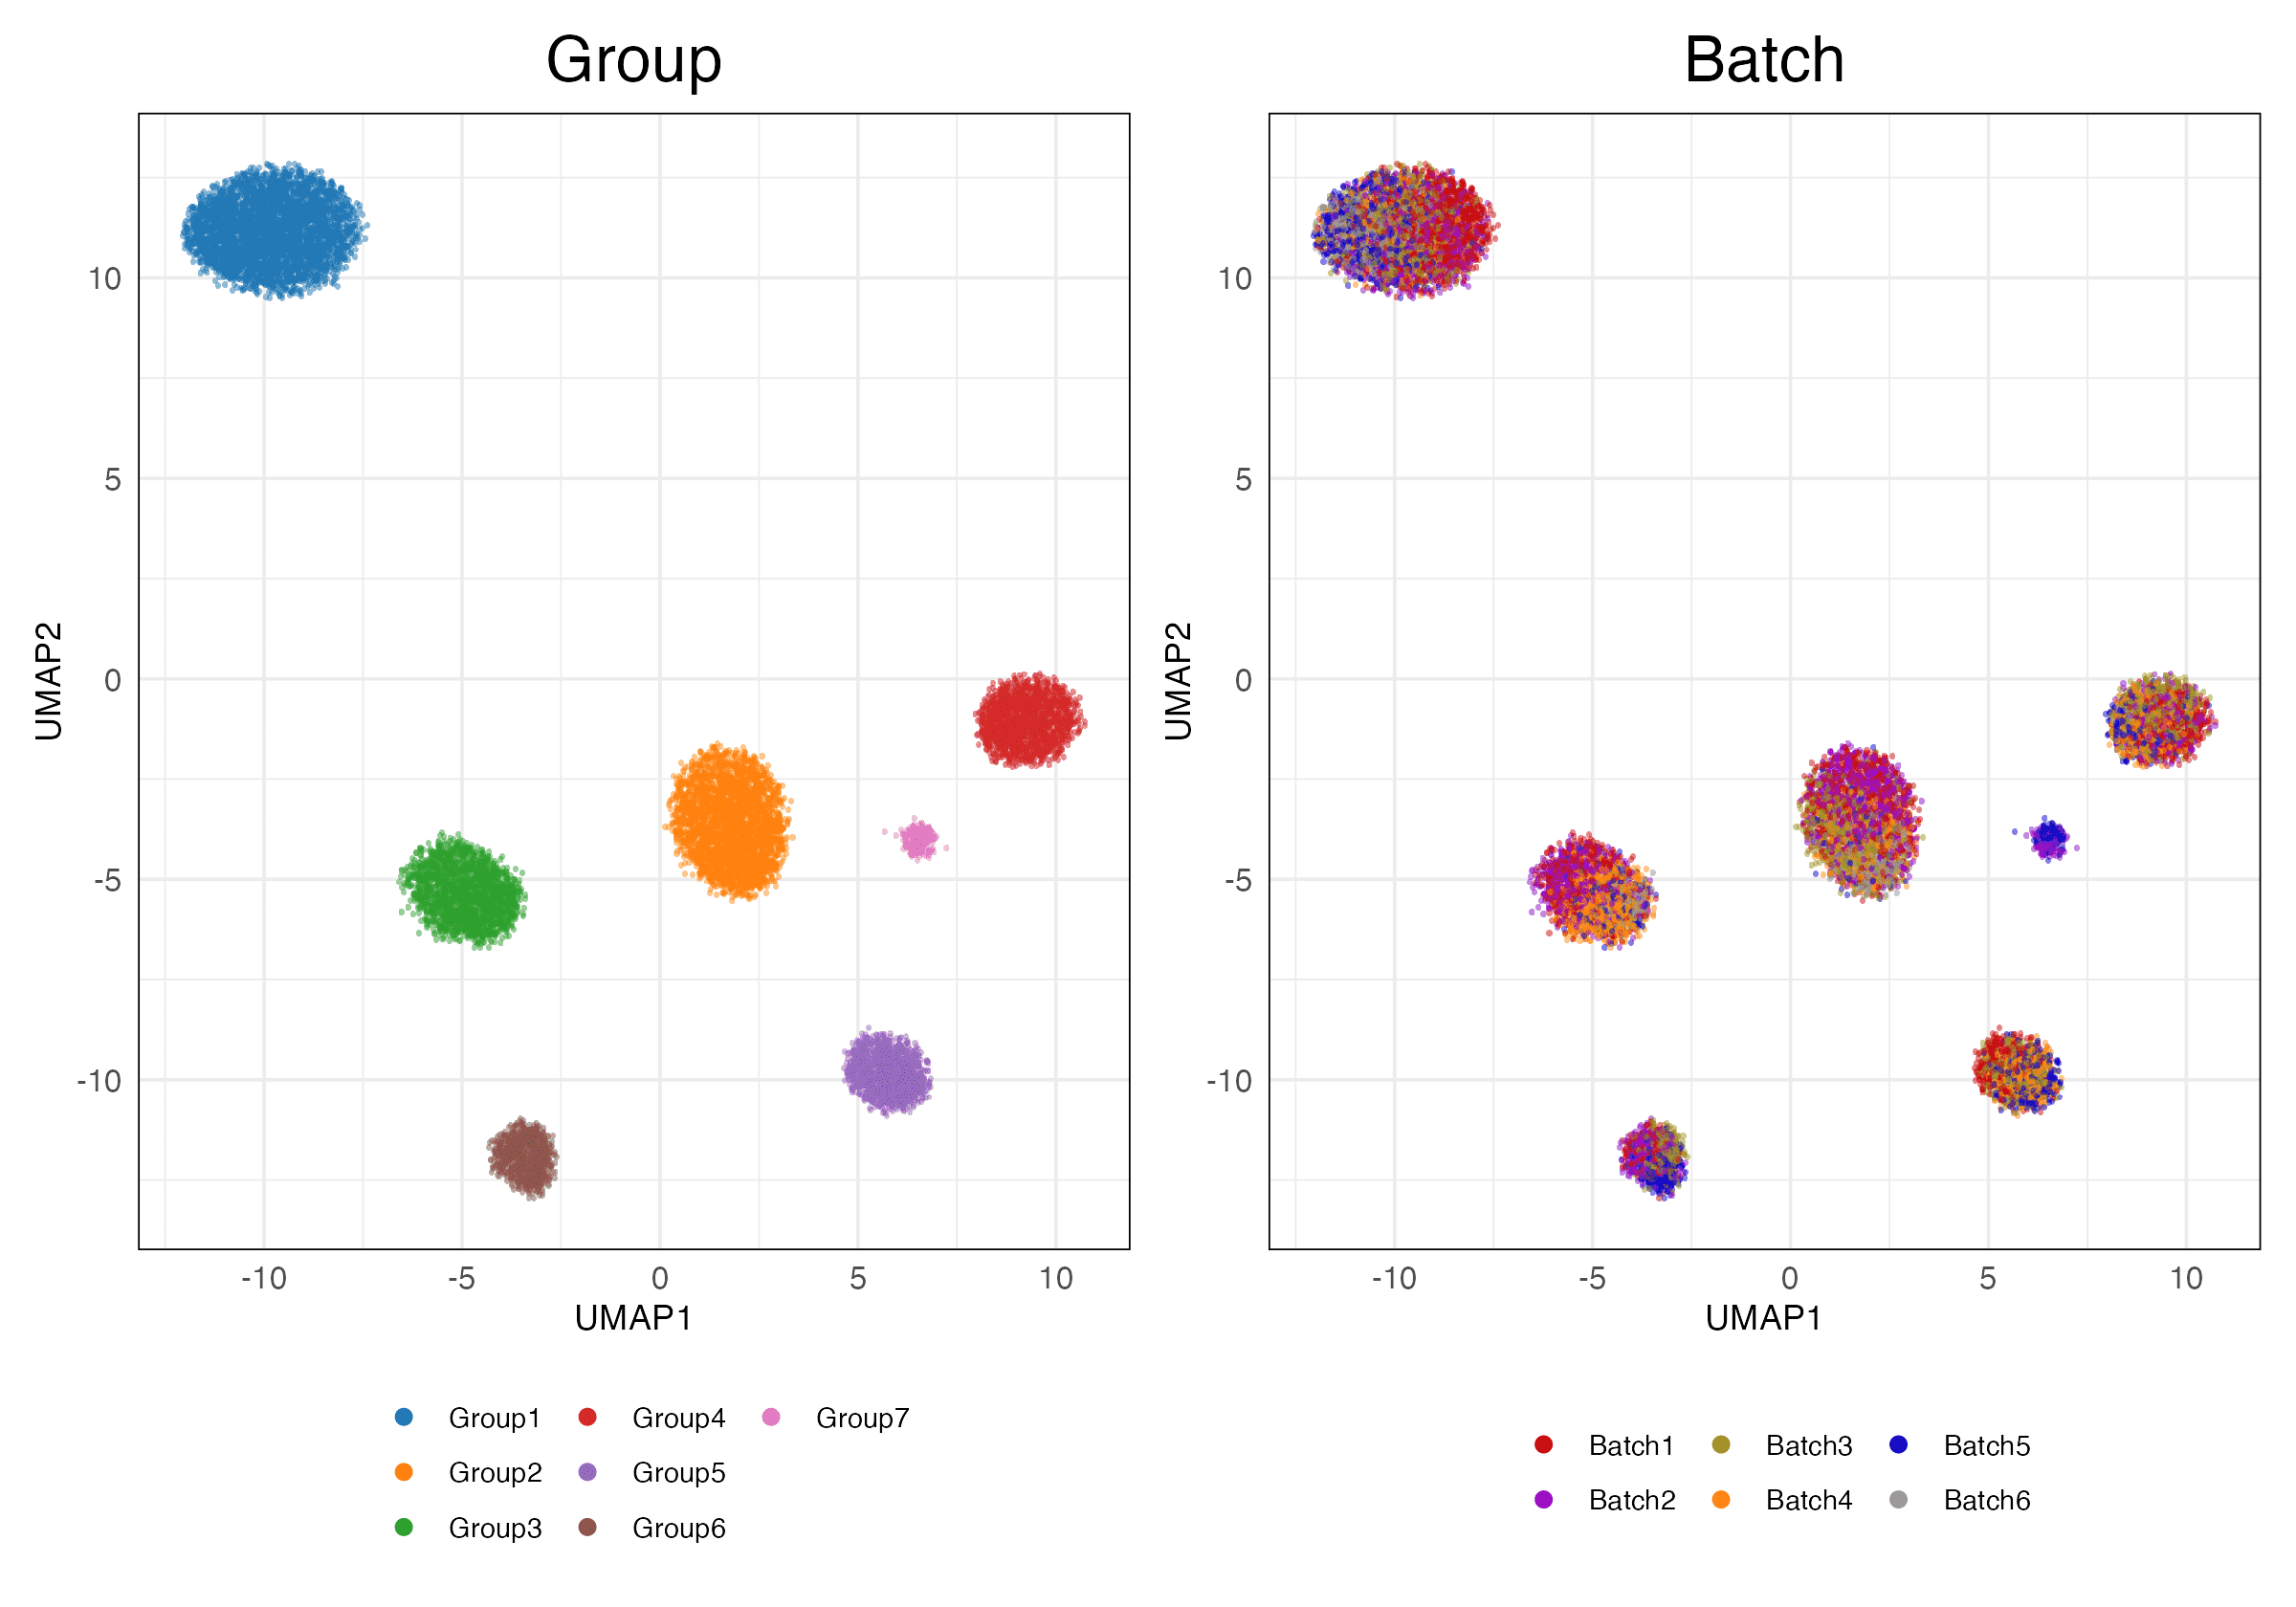 Group
Batch
10
5
0
-5
-10
UMAP2
-10 -5 0 5 10
UMAP1
10
5
0
-5
-10
UMAP2
-10 -5 0 5 10
UMAP1
Group1 Group4 Group7
Group2 Group5
Group3 Group6
Batch1 Batch3 Batch5
Batch2 Batch4 Batch6